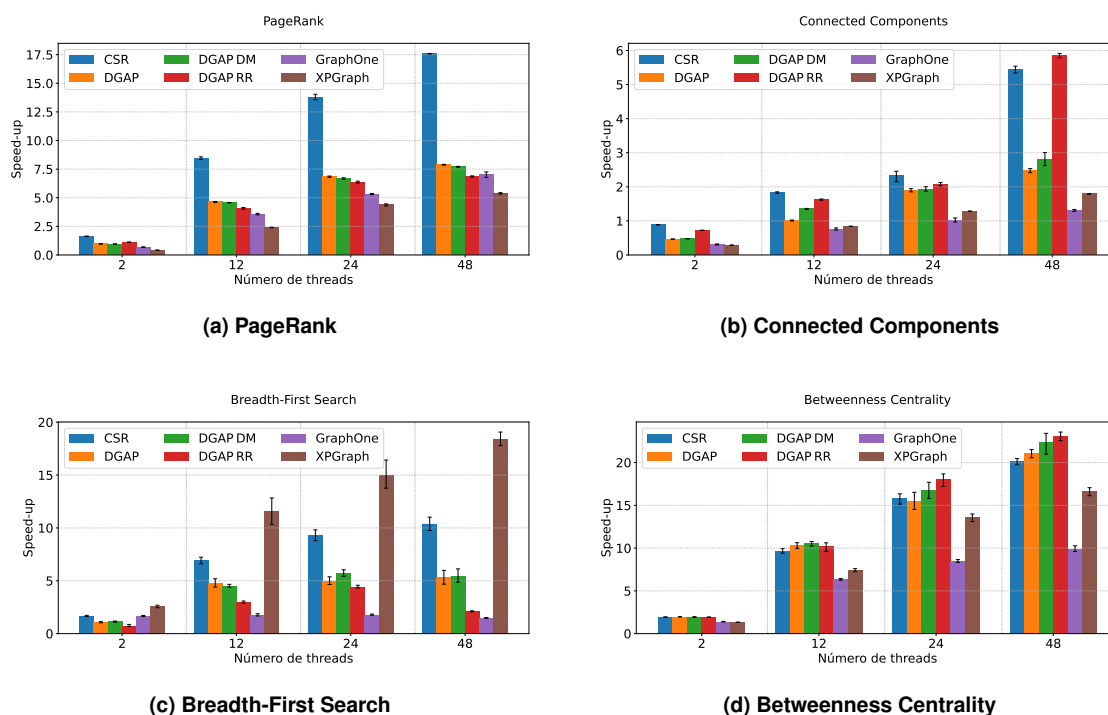 PageRank
CSR DGAP DM GraphOne
DGAP DGAP RR XPGraph
17.5
15.0
12.5
10.0
7.5
5.0
2.5
0.0
Speed-up
2 12 24 48
Número de threads
(a) PageRank
Connected Components
CSR DGAP DM GraphOne
DGAP DGAP RR XPGraph
6
5
4
3
2
1
0
Speed-up
2 12 24 48
Número de threads
(b) Connected Components
Breadth-First Search
CSR DGAP DM GraphOne
DGAP DGAP RR XPGraph
20
15
10
5
0
Speed-up
2 12 24 48
Número de threads
(c) Breadth-First Search
Betweenness Centrality
CSR DGAP DM GraphOne
DGAP DGAP RR XPGraph
20
15
10
5
0
Speed-up
2 12 24 48
Número de threads
(d) Betweenness Centrality